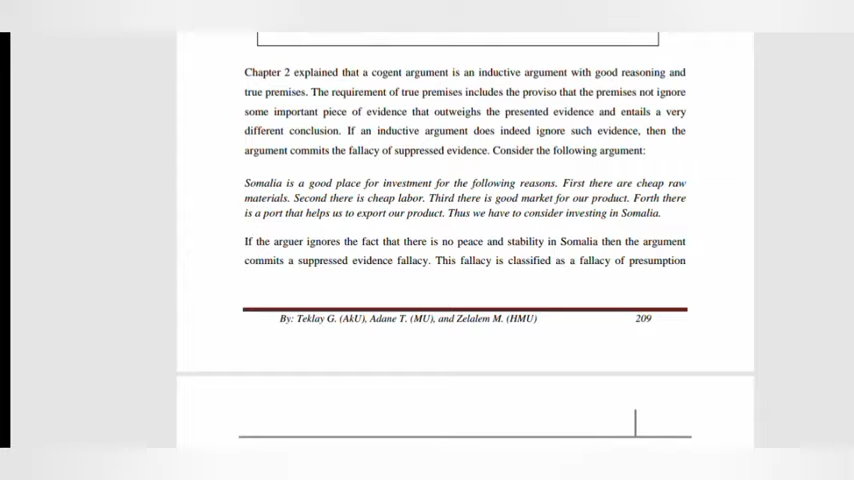 Chapter 2 explained that a cogent argument is an inductive argument with good reasoning and
true premises. The requirement of true premises includes the proviso that the premises not ignore
some important piece of evidence that outweighs the presented evidence and entails a very
different conclusion. If an inductive argument does indeed ignore such evidence, then the
argument commits the fallacy of suppressed evidence. Consider the following argument:
Somalia is a good place for investment for the following reasons. First there are cheap raw
materials. Second there is cheap labor. Third there is good market for our product. Forth there
is a port that helps us to export our product. Thus we have to consider investing in Somalia.
If the arguer ignores the fact that there is no peace and stability in Somalia then the argument
commits a suppressed evidence fallacy. This fallacy is classified as a fallacy of presumption
By: Teklay G. (AkU), Adane T. (MU), and Zelalem M. (HMU) 209